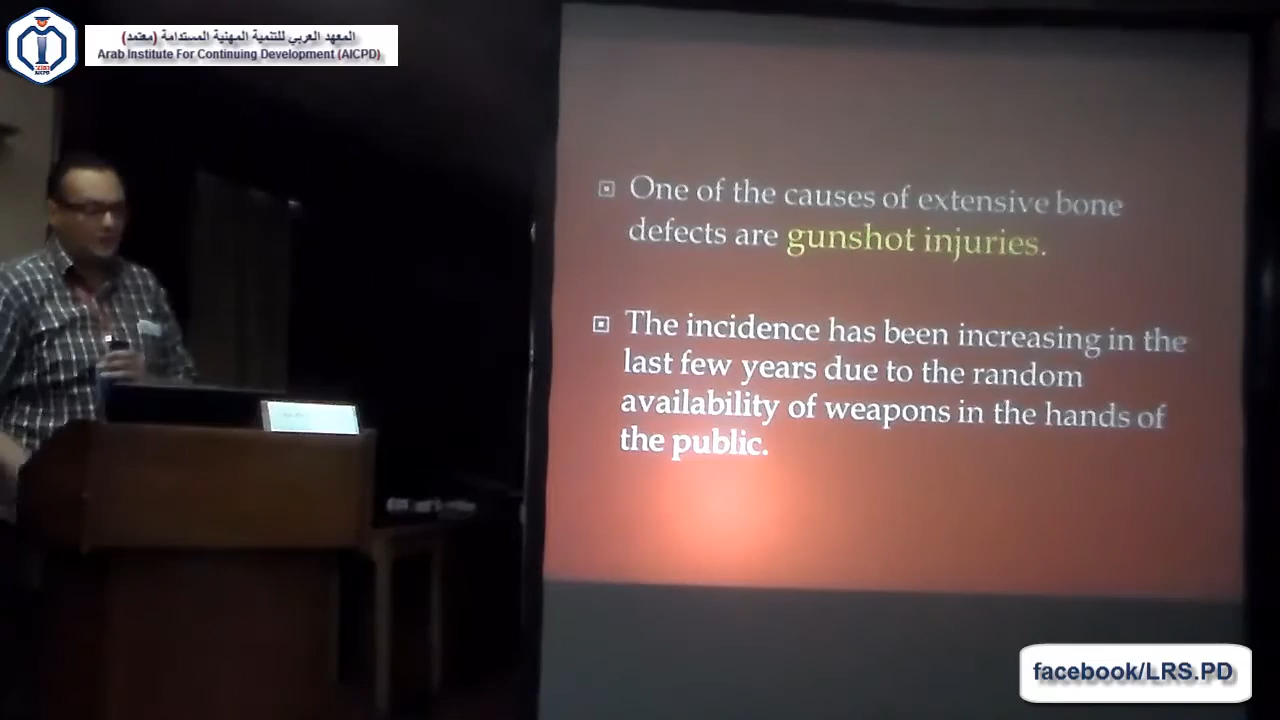 المعهد العربي للتنمية المهنية المستدامة (معتمد)
Arab Institute For Continuing Development (AICPD)
AICPD
One of the causes of extensive bone
defects are gunshot injuries.
The incidence has been increasing in the
last few years due to the random
availability of weapons in the hands of
the public.
facebook/LRS.PD